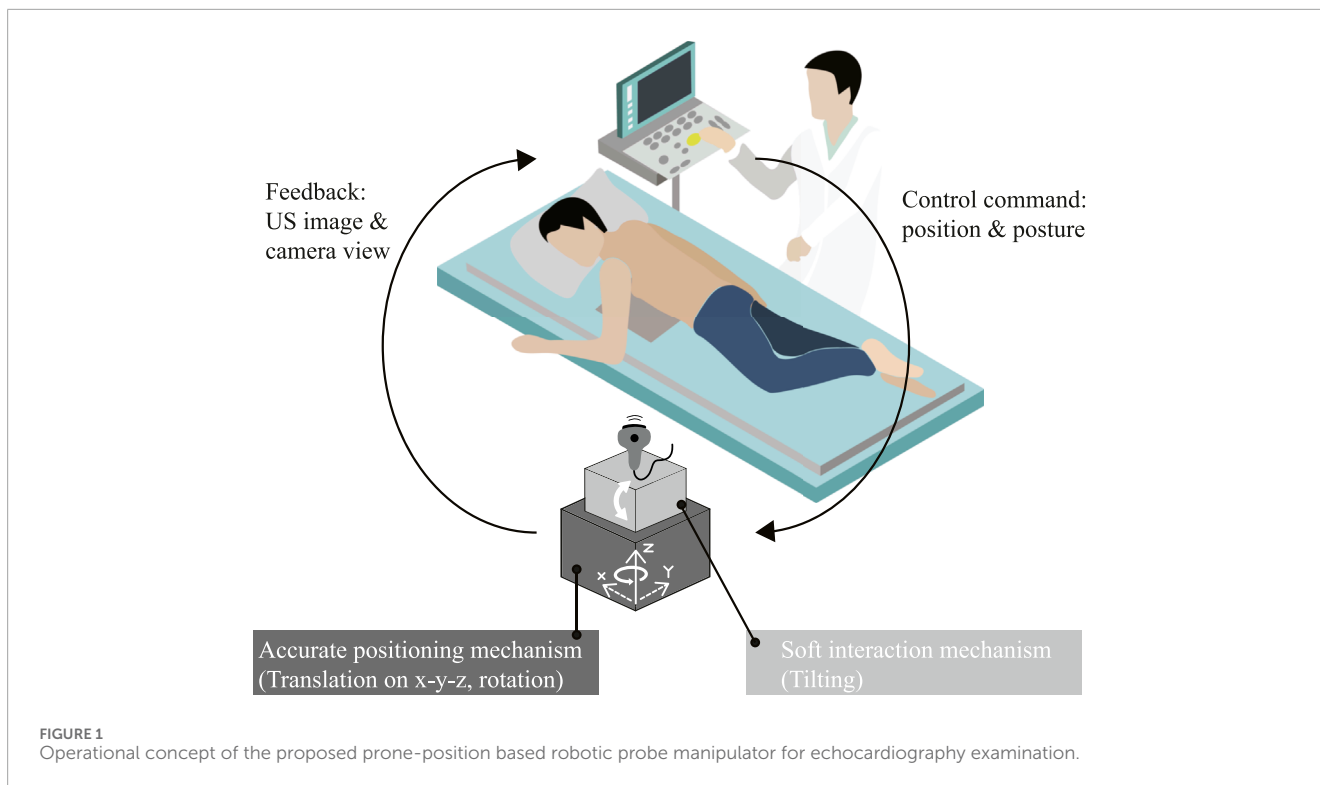 Feedback:
US image &
camera view
Control command:
position & posture
Z
X
Y
Accurate positioning mechanism
(Translation on x-y-z, rotation)
Soft interaction mechanism
(Tilting)
FIGURE 1
Operational concept of the proposed prone-position based robotic probe manipulator for echocardiography examination.